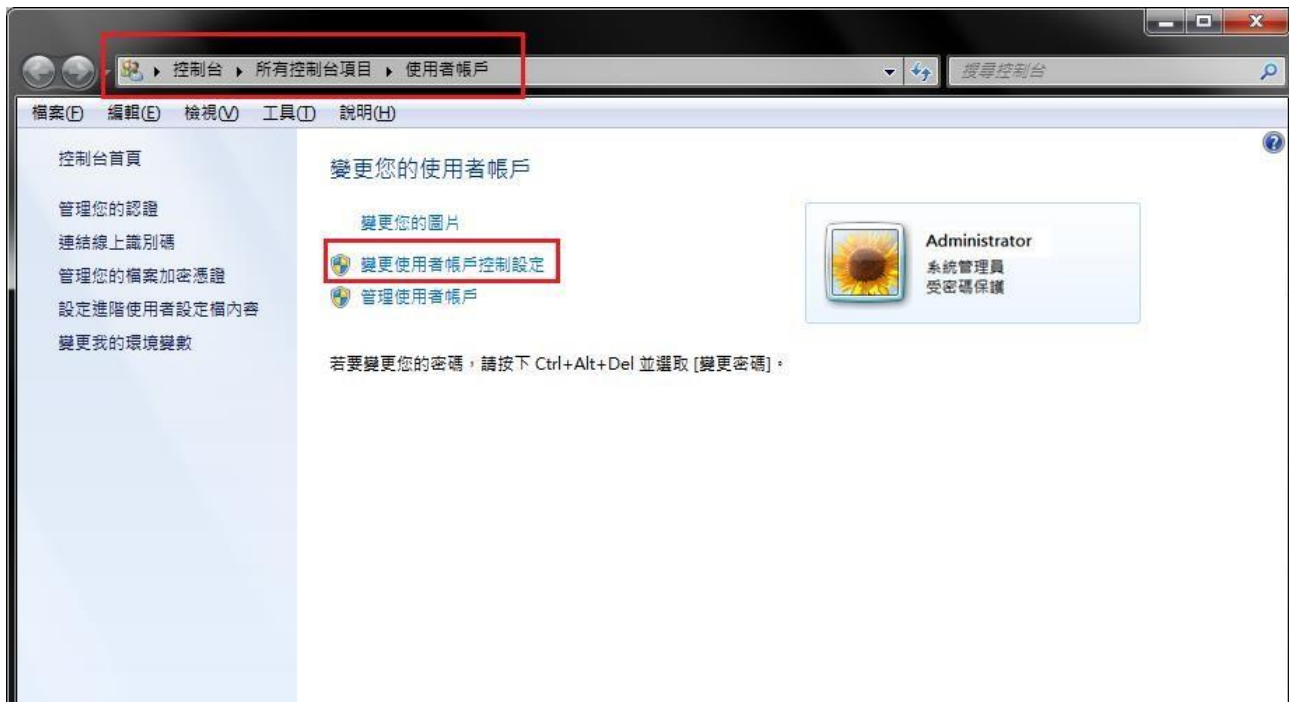 控制台 ▸ 所有控制台項目 ▸ 使用者帳戶
搜尋控制台
檔案(F) 編輯(E) 檢視(V) 工具(T) 說明(H)
控制台首頁
管理您的認證
連結線上識別碼
管理您的檔案加密憑證
設定進階使用者設定檔內容
變更我的環境變數
變更您的使用者帳戶
變更您的圖片
變更使用者帳戶控制設定
管理使用者帳戶
Administrator
系統管理員
受密碼保護
若要變更您的密碼，請按下 Ctrl+Alt+Del 並選取 [變更密碼]。